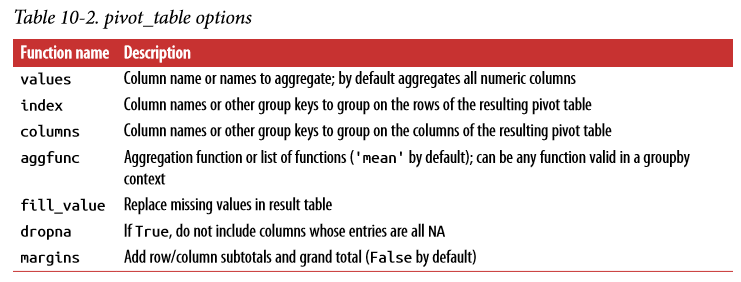 Table 10-2. pivot_table options
Function name Description
values Column name or names to aggregate; by default aggregates all numeric columns
index Column names or other group keys to group on the rows of the resulting pivot table
columns Column names or other group keys to group on the columns of the resulting pivot table
aggfunc Aggregation function or list of functions ('mean' by default); can be any function valid in a groupby
context
fill_value Replace missing values in result table
dropna If True, do not include columns whose entries are all NA
margins Add row/column subtotals and grand total (False by default)